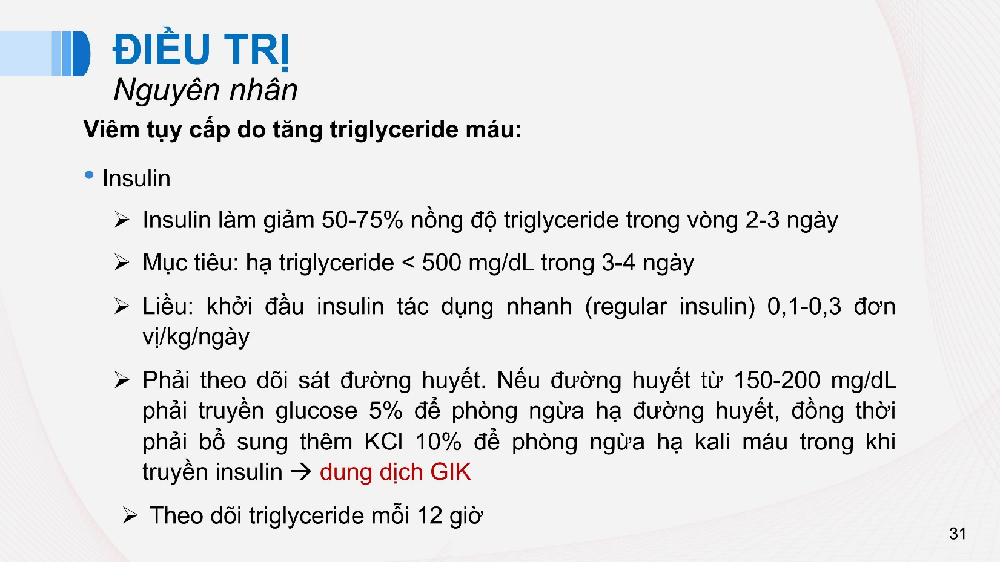 ĐIỀU TRỊ
Nguyên nhân
Viêm tụy cấp do tăng triglyceride máu:
• Insulin
➢ Insulin làm giảm 50-75% nồng độ triglyceride trong vòng 2-3 ngày
➢ Mục tiêu: hạ triglyceride < 500 mg/dL trong 3-4 ngày
➢ Liều: khởi đầu insulin tác dụng nhanh (regular insulin) 0,1-0,3 đơn
vị/kg/ngày
➢ Phải theo dõi sát đường huyết. Nếu đường huyết từ 150-200 mg/dL
phải truyền glucose 5% để phòng ngừa hạ đường huyết, đồng thời
phải bổ sung thêm KCl 10% để phòng ngừa hạ kali máu trong khi
truyền insulin → dung dịch GIK
➢ Theo dõi triglyceride mỗi 12 giờ
31